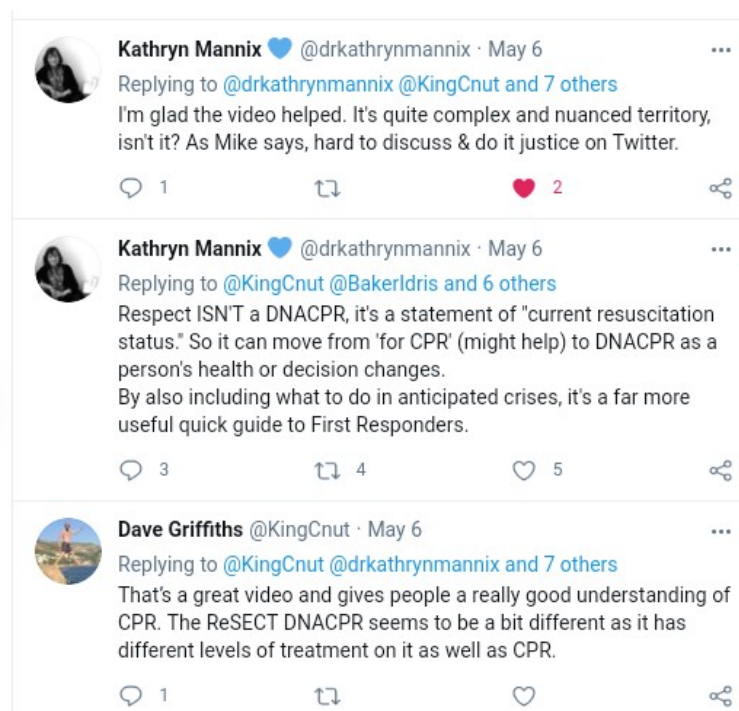 Kathryn Mannix 💙 @drkathrynmannix · May 6
Replying to @drkathrynmannix @KingCnut and 7 others
I'm glad the video helped. It's quite complex and nuanced territory,
isn't it? As Mike says, hard to discuss & do it justice on Twitter.
1 2
Kathryn Mannix 💙 @drkathrynmannix · May 6
Replying to @KingCnut @BakerIdris and 6 others
Respect ISN'T a DNACPR, it's a statement of "current resuscitation
status." So it can move from 'for CPR' (might help) to DNACPR as a
person's health or decision changes.
By also including what to do in anticipated crises, it's a far more
useful quick guide to First Responders.
3 4 5
Dave Griffiths @KingCnut · May 6
Replying to @KingCnut @drkathrynmannix and 7 others
That's a great video and gives people a really good understanding of
CPR. The ReSECT DNACPR seems to be a bit different as it has
different levels of treatment on it as well as CPR.
1